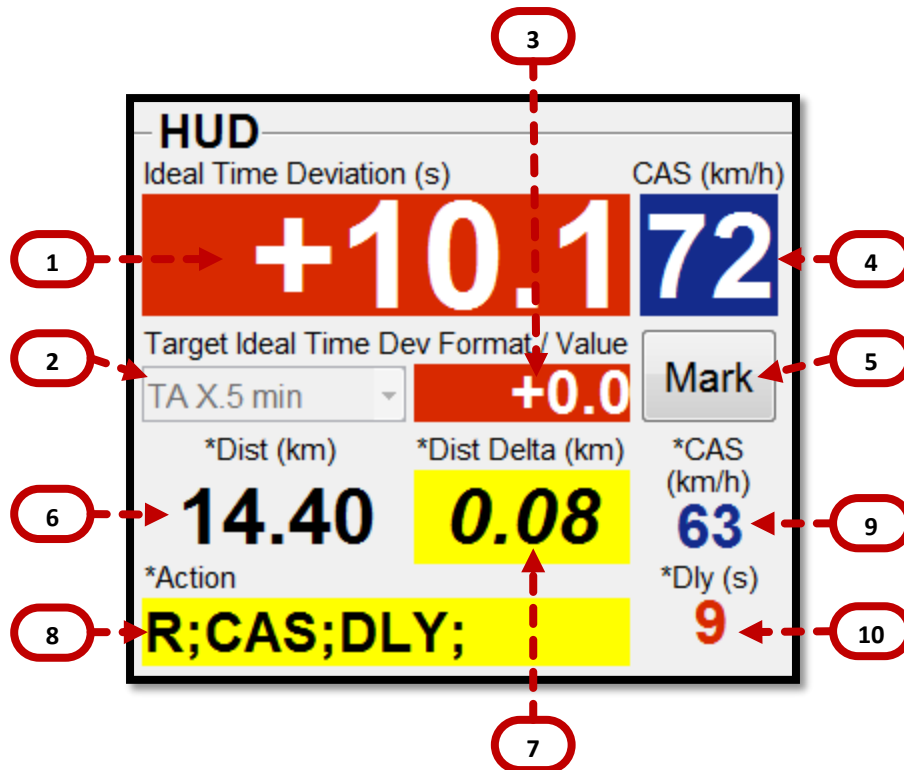 3
HUD
Ideal Time Deviation (s) CAS (km/h)
1 +10.1 72 4
Target Ideal Time Dev Format / Value
2 TA X.5 min +0.0 Mark 5
*Dist (km) *Dist Delta (km) *CAS
(km/h)
6 14.40 0.08 63 9
*Action *Dly (s)
8 R;CAS;DLY; 9 10
7